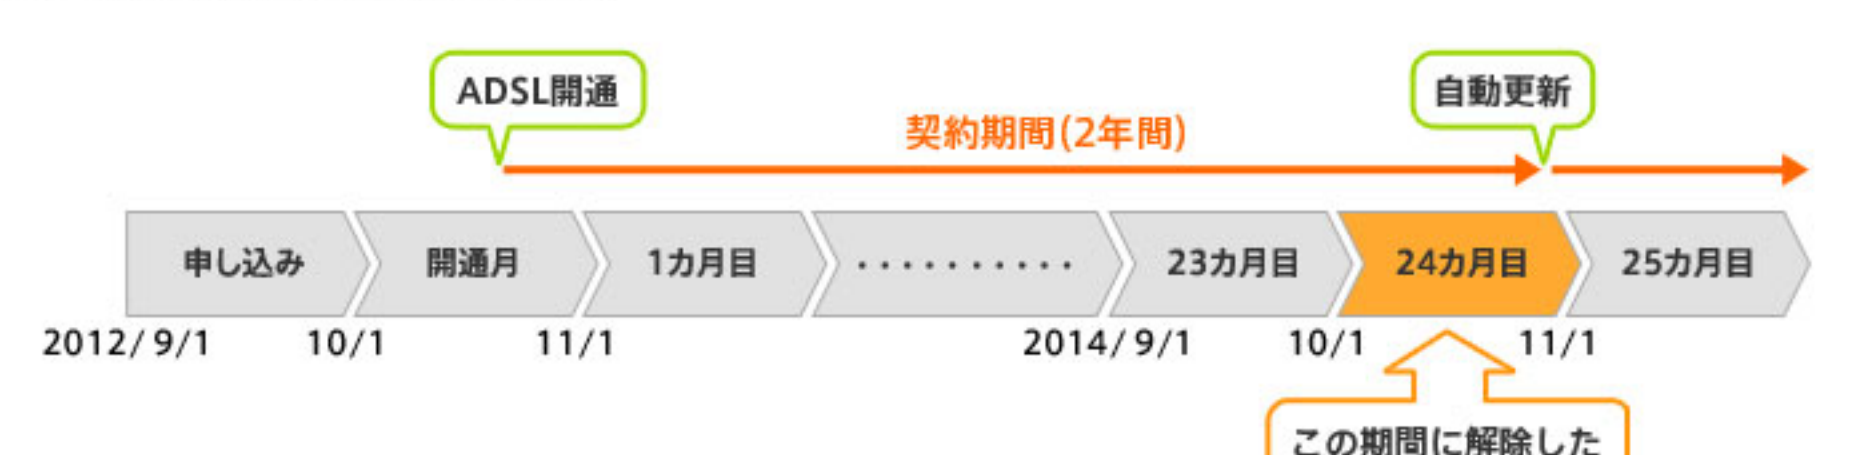 ADSL開通
自動更新
契約期間(2年間)
申し込み
開通月
1カ月目
・・・・・・・・・・
23カ月目
24カ月目
25カ月目
2012/9/1
10/1
11/1
2014/9/1
10/1
11/1
この期間に解除した